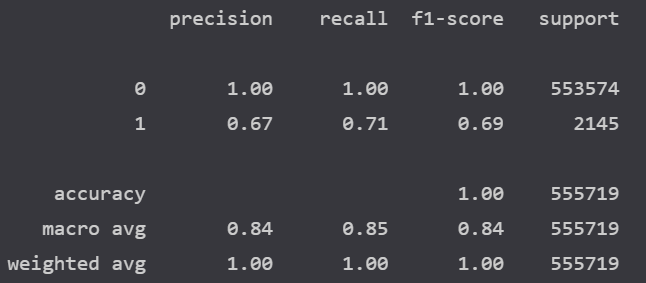 precision recall f1-score support
0 1.00 1.00 1.00 553574
1 0.67 0.71 0.69 2145
accuracy 1.00 555719
macro avg 0.84 0.85 0.84 555719
weighted avg 1.00 1.00 1.00 555719